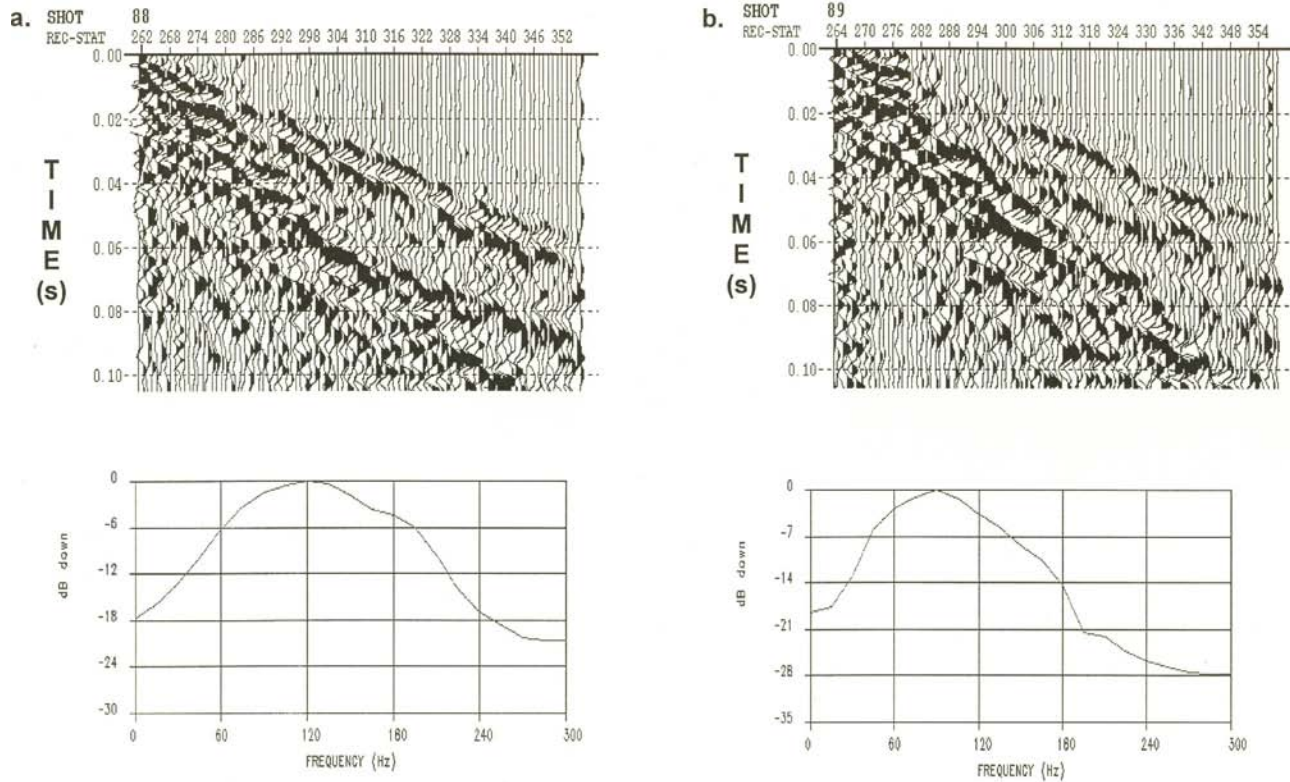 a. SHOT 88
REC-STAT 262 268 274 280 286 292 298 304 310 316 322 328 334 340 346 352
0.00
0.02
0.04
0.06
0.08
0.10
TIME
(s)
0
-6
-12
-18
-24
-30
dB down
0 60 120 180 240 300
FREQUENCY (Hz)
b. SHOT 89
REC-STAT 264 270 276 282 288 294 300 306 312 318 324 330 336 342 348 354
0.00
0.02
0.04
0.06
0.08
0.10
TIME
(s)
0
-7
-14
-21
-28
-35
dB down
0 60 120 180 240 300
FREQUENCY (Hz)